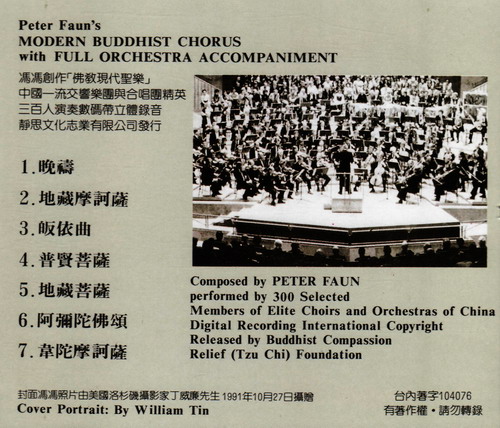 Peter Faun's
MODERN BUDDHIST CHORUS
with FULL ORCHESTRA ACCOMPANIMENT
馮馮創作「佛敎現代聖樂」
中國一流交響樂團與合唱團精英
三百人演奏數碼帶立體錄音
靜思文化志業有限公司發行
1.晚禱
2.地藏摩訶薩
3.皈依曲
4.普賢菩薩
5.地藏菩薩
6.阿彌陀佛頌
7.韋陀摩訶薩
Composed by PETER FAUN
performed by 300 Selected
Members of Elite Choirs and Orchestras of China
Digital Recording International Copyright
Released by Buddhist Compassion
Relief (Tzu Chi) Foundation
封面馮馮照片由美國洛杉磯攝影家丁威廉先生1991年10月27日攝贈
Cover Portrait: By William Tin
台內著字104076
有著作權・請勿轉錄